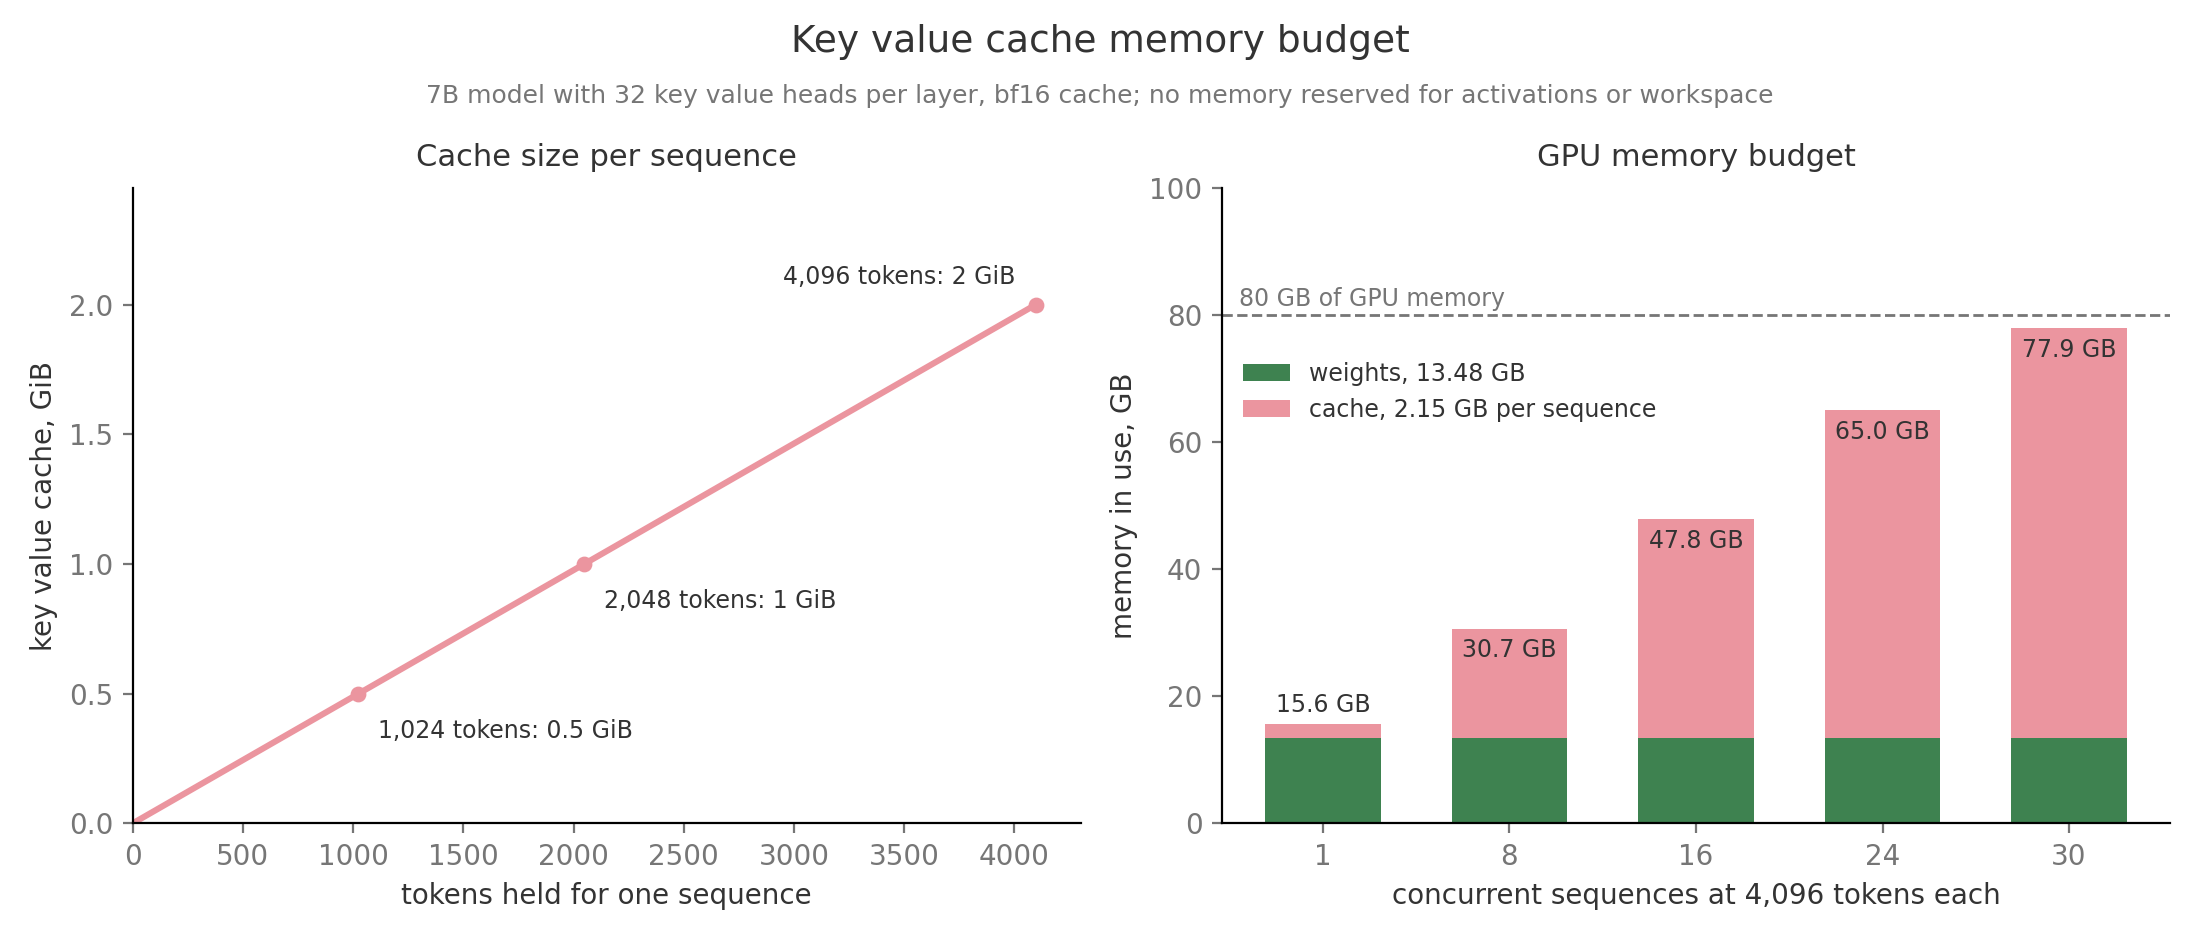 Key value cache memory budget
7B model with 32 key value heads per layer, bf16 cache; no memory reserved for activations or workspace
Cache size per sequence
key value cache, GiB
2.0
1.5
1.0
0.5
0.0
4,096 tokens: 2 GiB
2,048 tokens: 1 GiB
1,024 tokens: 0.5 GiB
0 500 1000 1500 2000 2500 3000 3500 4000
tokens held for one sequence
GPU memory budget
memory in use, GB
100
80
60
40
20
0
80 GB of GPU memory
weights, 13.48 GB
cache, 2.15 GB per sequence
15.6 GB
30.7 GB
47.8 GB
65.0 GB
77.9 GB
1 8 16 24 30
concurrent sequences at 4,096 tokens each